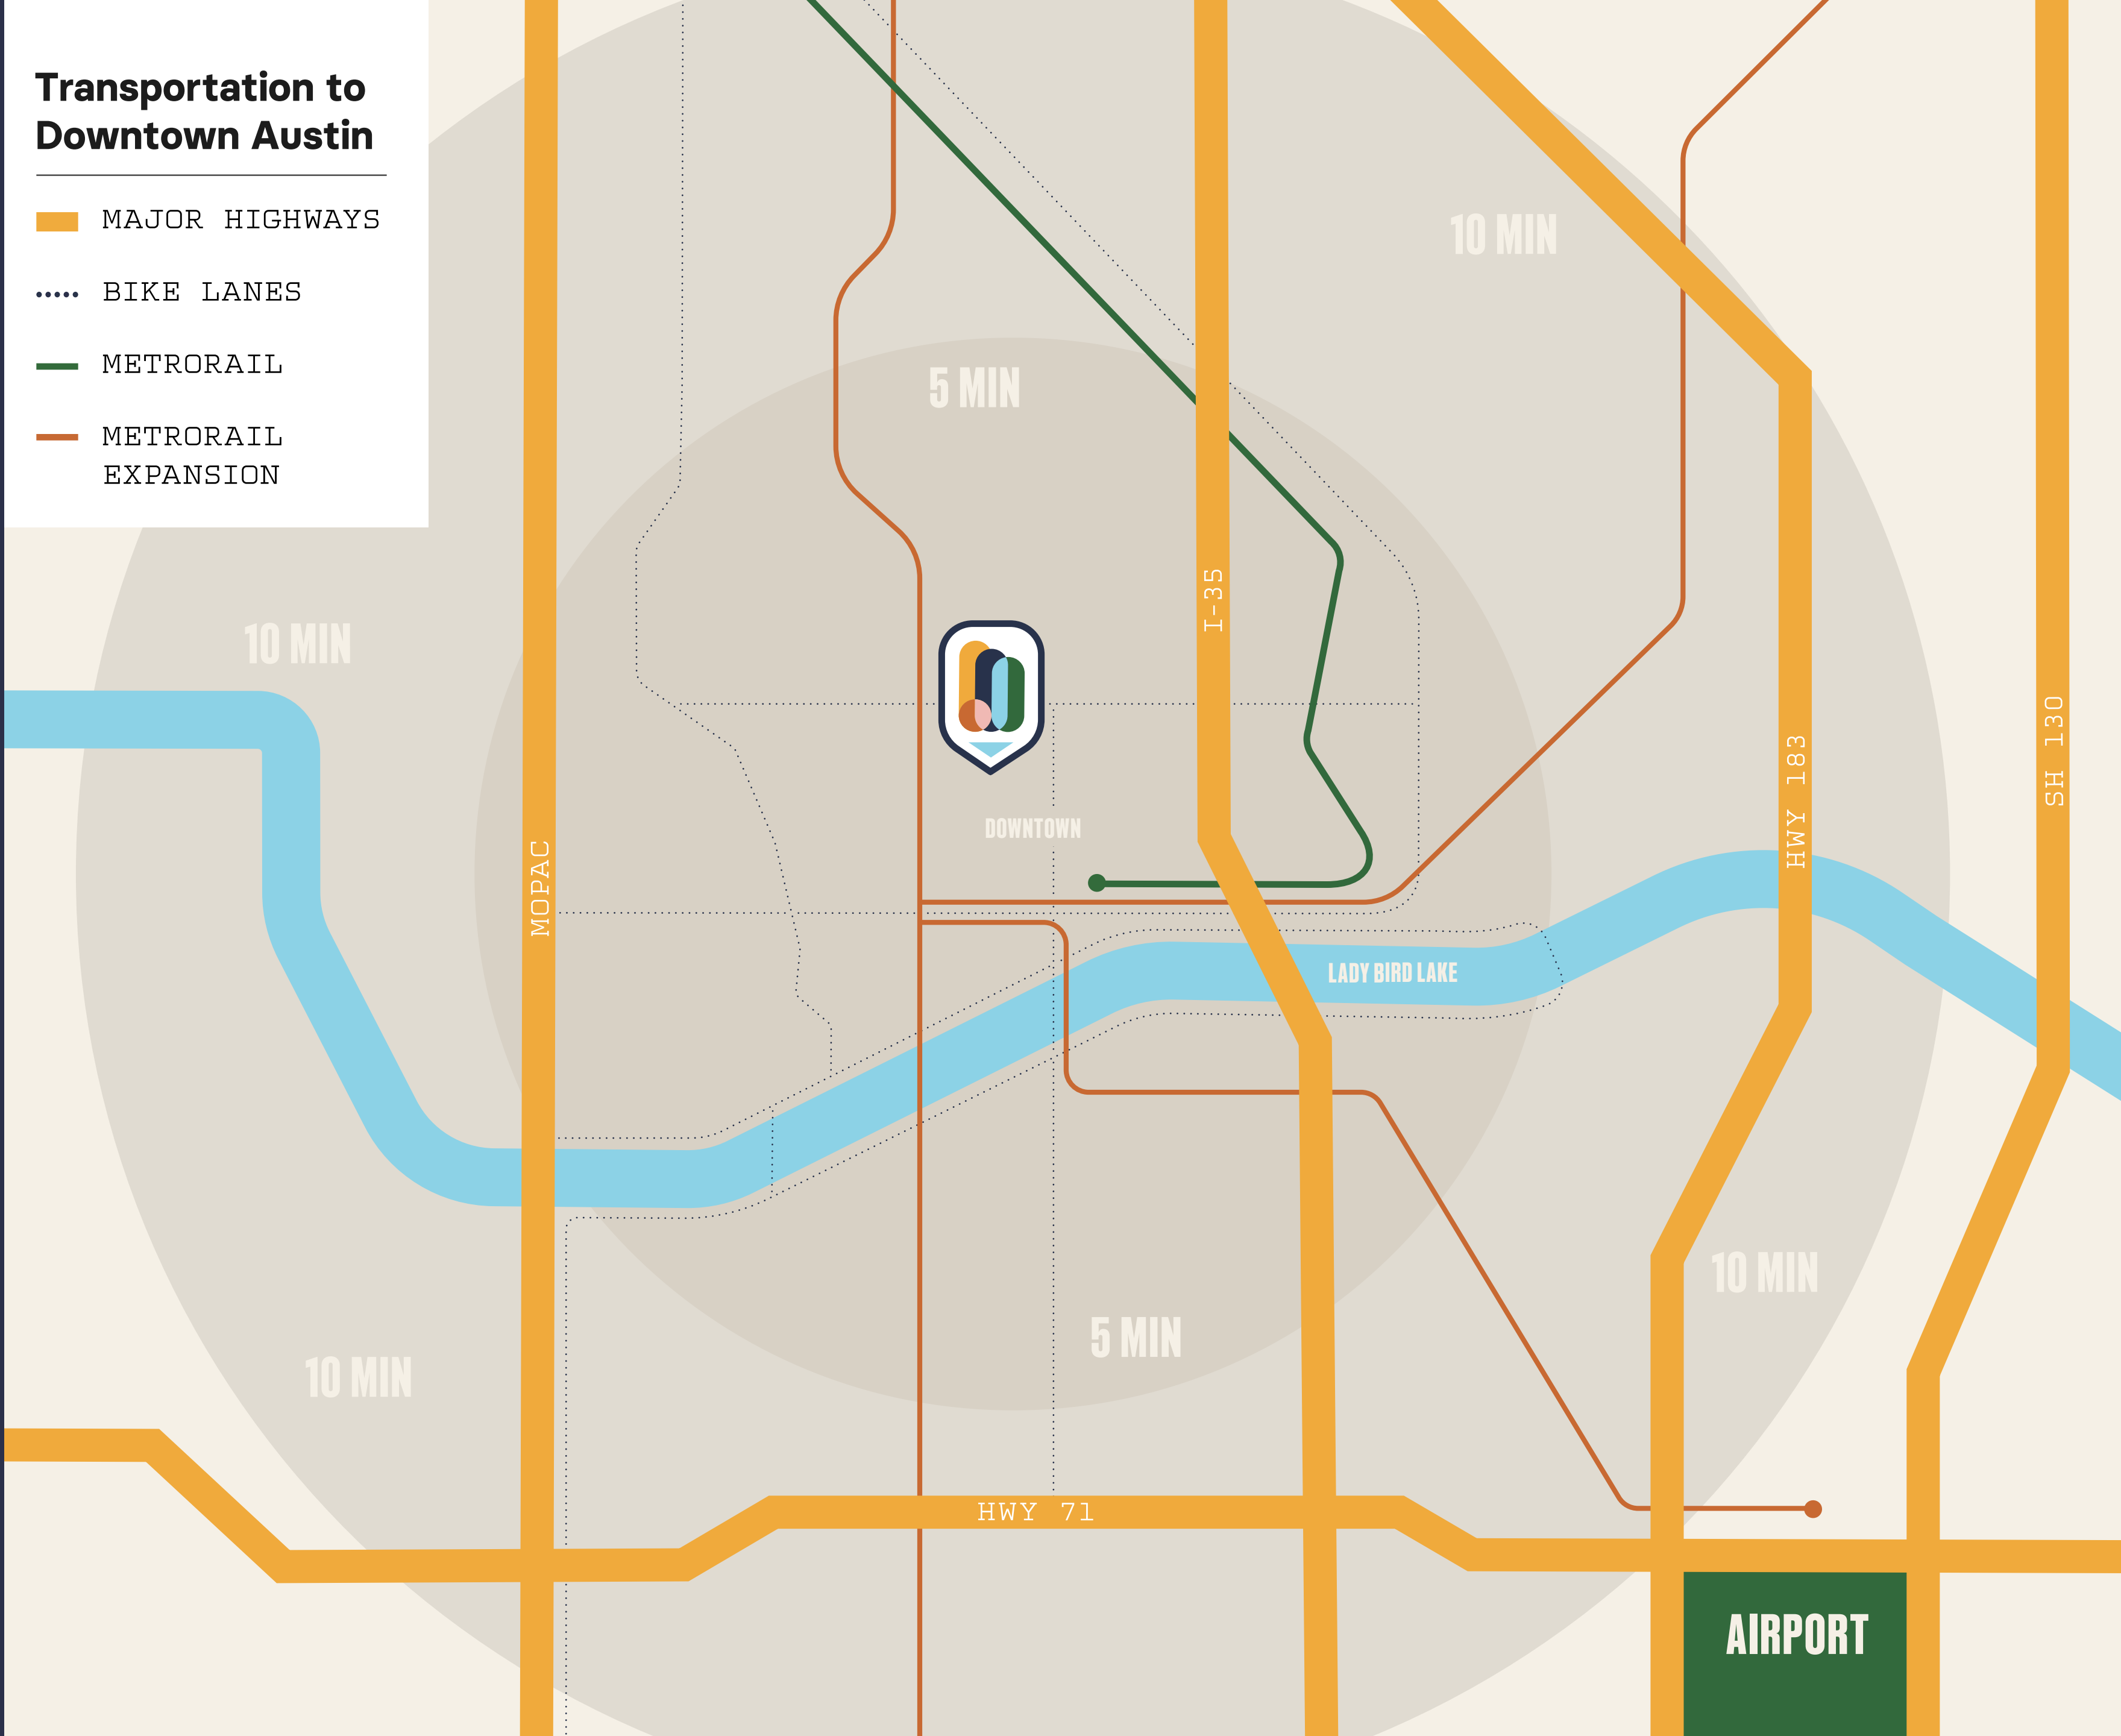 Transportation to
Downtown Austin
MAJOR HIGHWAYS
BIKE LANES
METRORAIL
METRORAIL
EXPANSION
10 MIN
5 MIN
I-35
10 MIN
SH 130
HWY 183
DOWNTOWN
MOPAC
LADY BIRD LAKE
10 MIN
5 MIN
10 MIN
HWY 71
AIRPORT